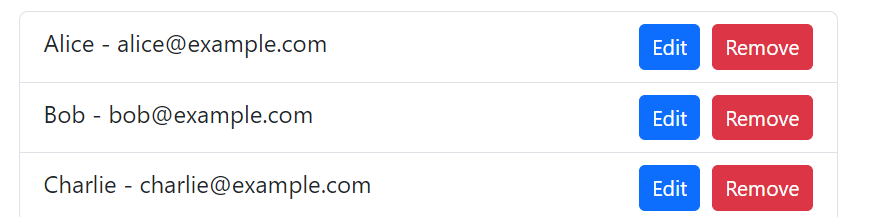 Alice - alice@example.com Edit Remove
Bob - bob@example.com Edit Remove
Charlie - charlie@example.com Edit Remove